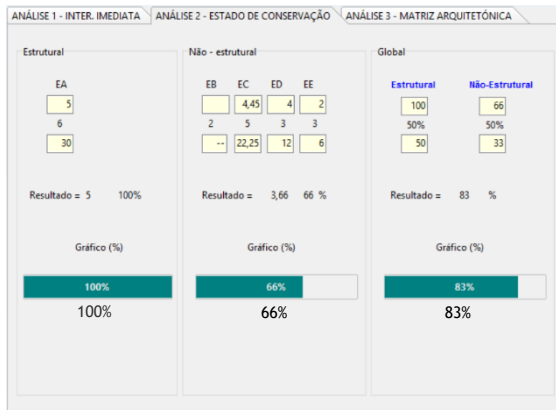 ANÁLISE 1 - INTER. IMEDIATA ANÁLISE 2 - ESTADO DE CONSERVAÇÃO ANÁLISE 3 - MATRIZ ARQUITETÓNICA
Estrutural
EA
5
6
30
Resultado = 5 100%
Gráfico (%)
100%
100%
Não - estrutural
EB EC ED EE
4,45 4 2
2 5 3 3
-- 22,25 12 6
Resultado = 3,66 66 %
Gráfico (%)
66%
66%
Global
Estrutural Não-Estrutural
100 66
50% 50%
50 33
Resultado = 83 %
Gráfico (%)
83%
83%